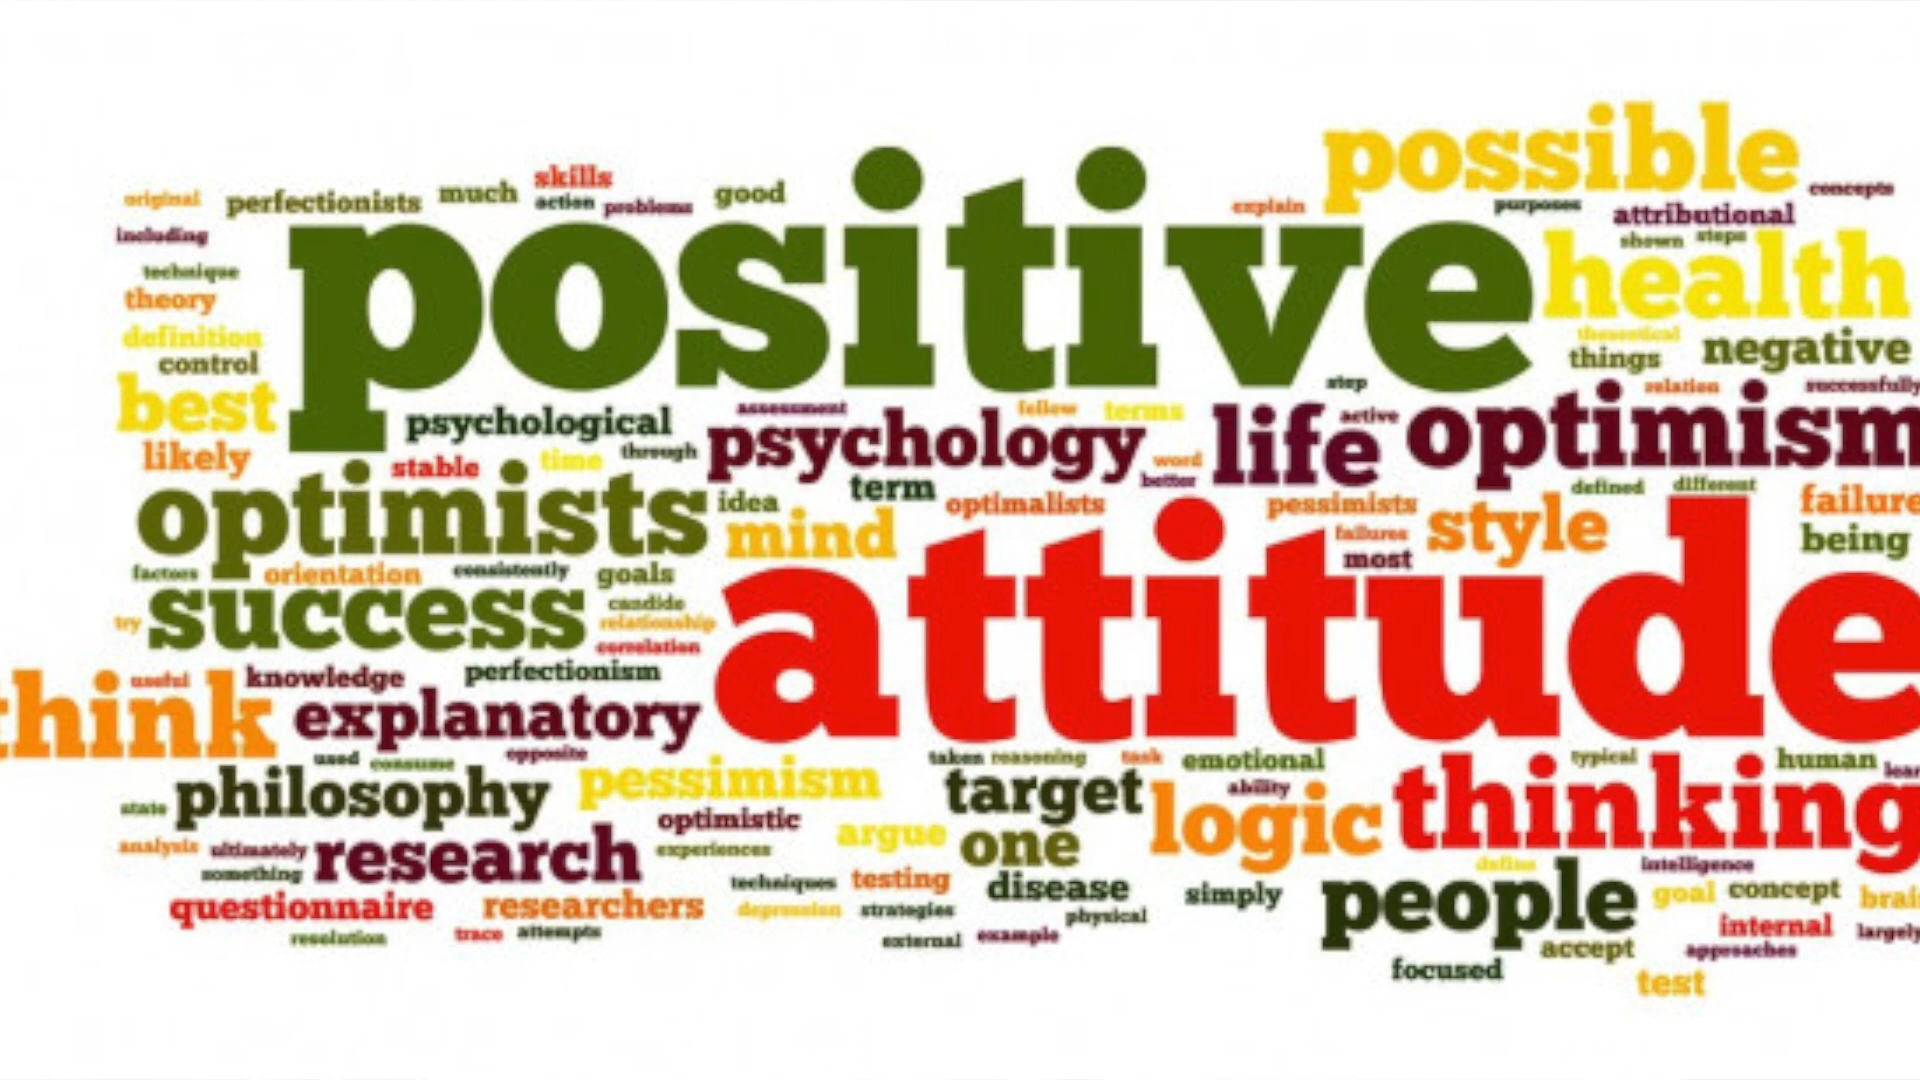 possible
skills
original perfectionists much action problems good explain purposes attributional concepts
including positive shown steps
technique health
theory
definition theoretical
control things negative
best step relation successfully
psychological assessment fellow terms life active optimism
likely stable time through psychology word
better
optimists idea term optimalists pessimists defined different failure
mind failures style being
factors orientation consistently goals most
success candide attitude
try relationship
correlation
useful knowledge perfectionism
think explanatory
used consume opposite taken reasoning task emotional typical human
philosophy pessimism target ability thinking
state optimistic logic
analysis ultimately research experiences argue one
something define intelligence
techniques testing disease simply people goal concept
questionnaire researchers depression strategies physical internal
resolution trace attempts external example accept approaches largely
focused
test